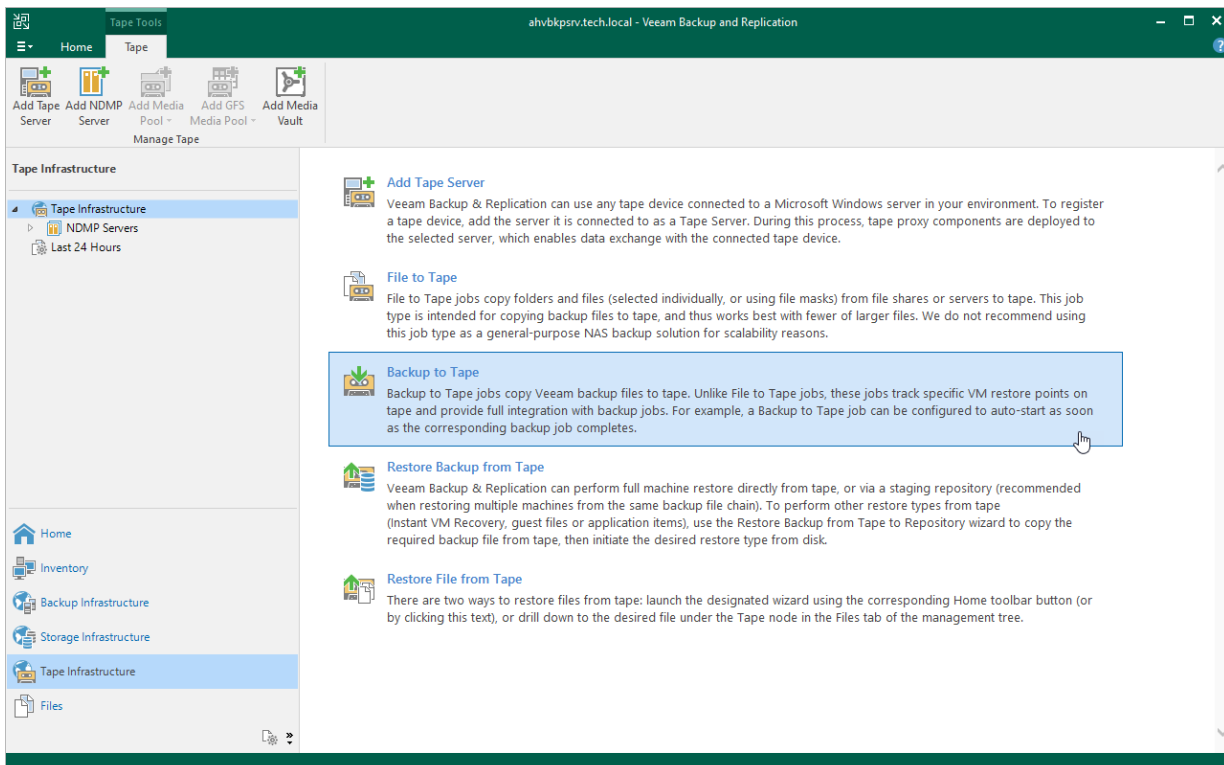 Tape Tools
ahvbkpsrv.tech.local - Veeam Backup and Replication
Home
Tape
Add Tape Server
Add NDMP Server
Add Media Pool
Add GFS Media Pool
Add Media Vault
Manage Tape
Tape Infrastructure
Tape Infrastructure
NDMP Servers
Last 24 Hours
Home
Inventory
Backup Infrastructure
Storage Infrastructure
Tape Infrastructure
Files
Add Tape Server
Veeam Backup & Replication can use any tape device connected to a Microsoft Windows server in your environment. To register
a tape device, add the server it is connected to as a Tape Server. During this process, tape proxy components are deployed to
the selected server, which enables data exchange with the connected tape device.
File to Tape
File to Tape jobs copy folders and files (selected individually, or using file masks) from file shares or servers to tape. This job
type is intended for copying backup files to tape, and thus works best with fewer of larger files. We do not recommend using
this job type as a general-purpose NAS backup solution for scalability reasons.
Backup to Tape
Backup to Tape jobs copy Veeam backup files to tape. Unlike File to Tape jobs, these jobs track specific VM restore points on
tape and provide full integration with backup jobs. For example, a Backup to Tape job can be configured to auto-start as soon
as the corresponding backup job completes.
Restore Backup from Tape
Veeam Backup & Replication can perform full machine restore directly from tape, or via a staging repository (recommended
when restoring multiple machines from the same backup file chain). To perform other restore types from tape
(Instant VM Recovery, guest files or application items), use the Restore Backup from Tape to Repository wizard to copy the
required backup file from tape, then initiate the desired restore type from disk.
Restore File from Tape
There are two ways to restore files from tape: launch the designated wizard using the corresponding Home toolbar button (or
by clicking this text), or drill down to the desired file under the Tape node in the Files tab of the management tree.